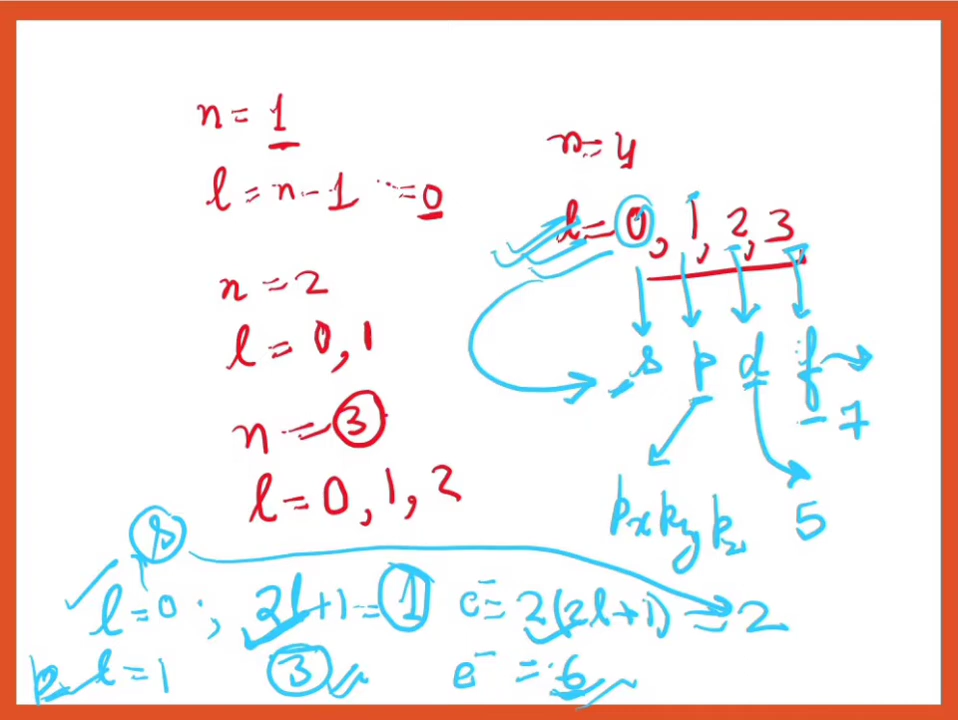 n = 1
l = n - 1 = 0
n = 2
l = 0, 1
n = 3
l = 0, 1, 2
n = 4
l = 0, 1, 2, 3
s p d f
7
px py pz 5
s
l = 0 ; 2l+1 = 1 e⁻ = 2(2l+1) = 2
p l = 1 3 e⁻ = 6